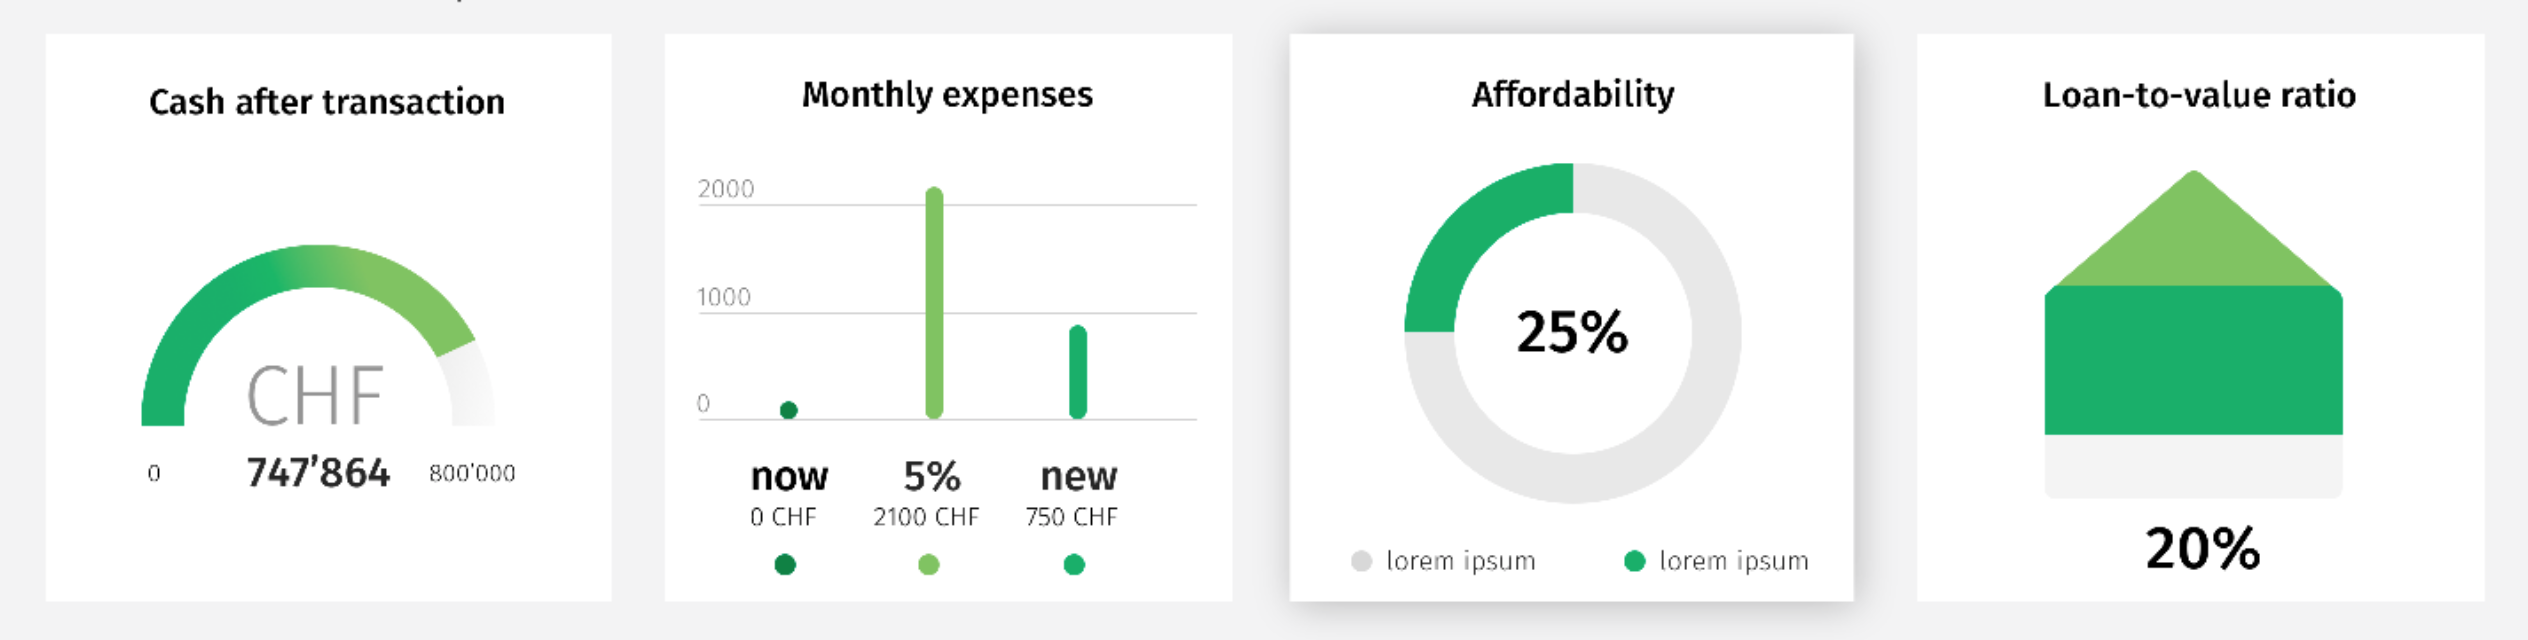 Cash after transaction
CHF
0
747’864
800'000
Monthly expenses
2000
1000
0
now
5%
new
0 CHF
2100 CHF
750 CHF
Affordability
25%
lorem ipsum
lorem ipsum
Loan-to-value ratio
20%